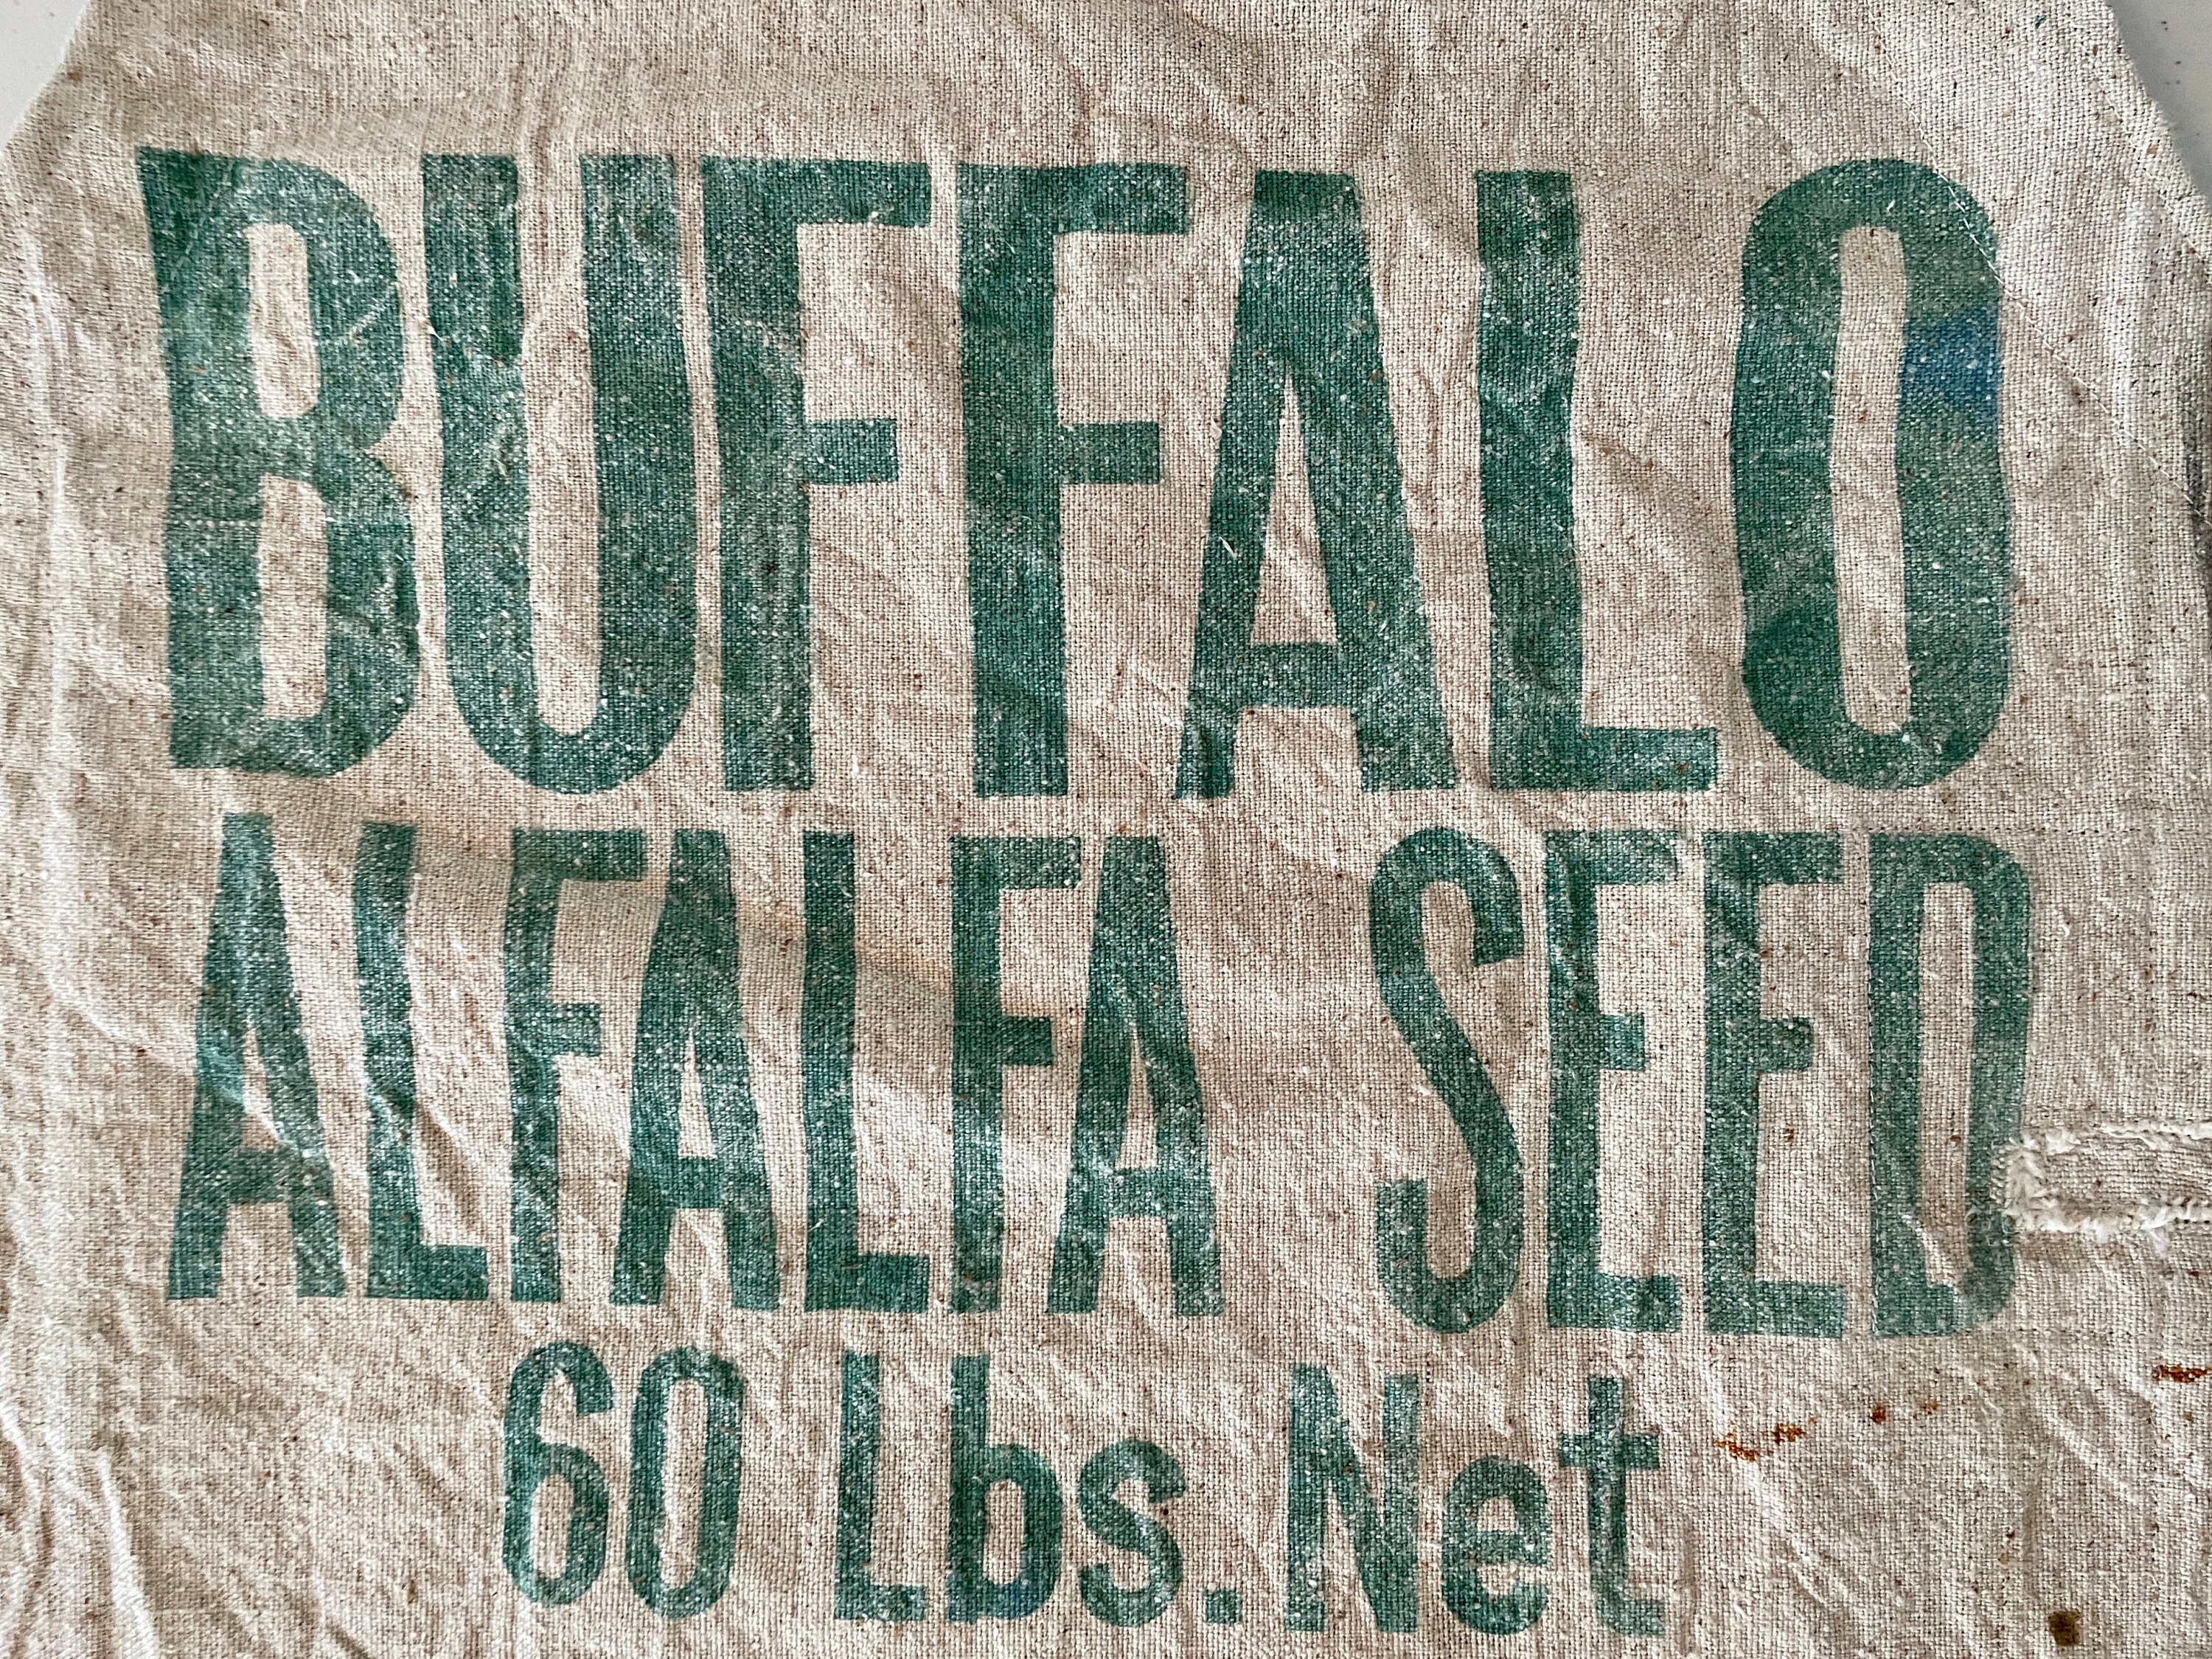 BUFFALO
ALFALFA SEED
60 Lbs. Net